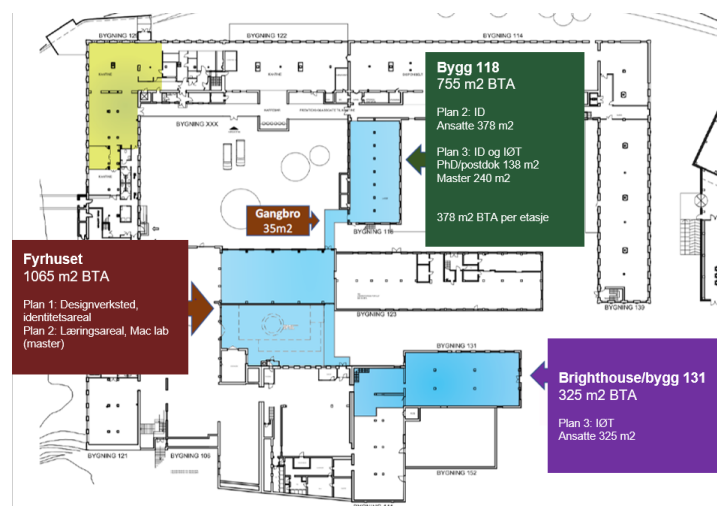 BYGNING 122
BYGNING 114
KANTINE
BYGNING XXX
Bygg 118
755 m2 BTA
Plan 2: ID
Ansatte 378 m2
Plan 3: ID og IØT
PhD/postdok 138 m2
Master 240 m2
378 m2 BTA per etasje
Gangbro
35m2
BYGNING 118
Fyrhuset
1065 m2 BTA
Plan 1: Designverksted,
identitetsareal
Plan 2: Læringsareal, Mac lab
(master)
BYGNING 123
BYGNING 133
BYGNING 131
Brighthouse/bygg 131
325 m2 BTA
Plan 3: IØT
Ansatte 325 m2
BYGNING 121
BYGNING 106
BYGNING 152